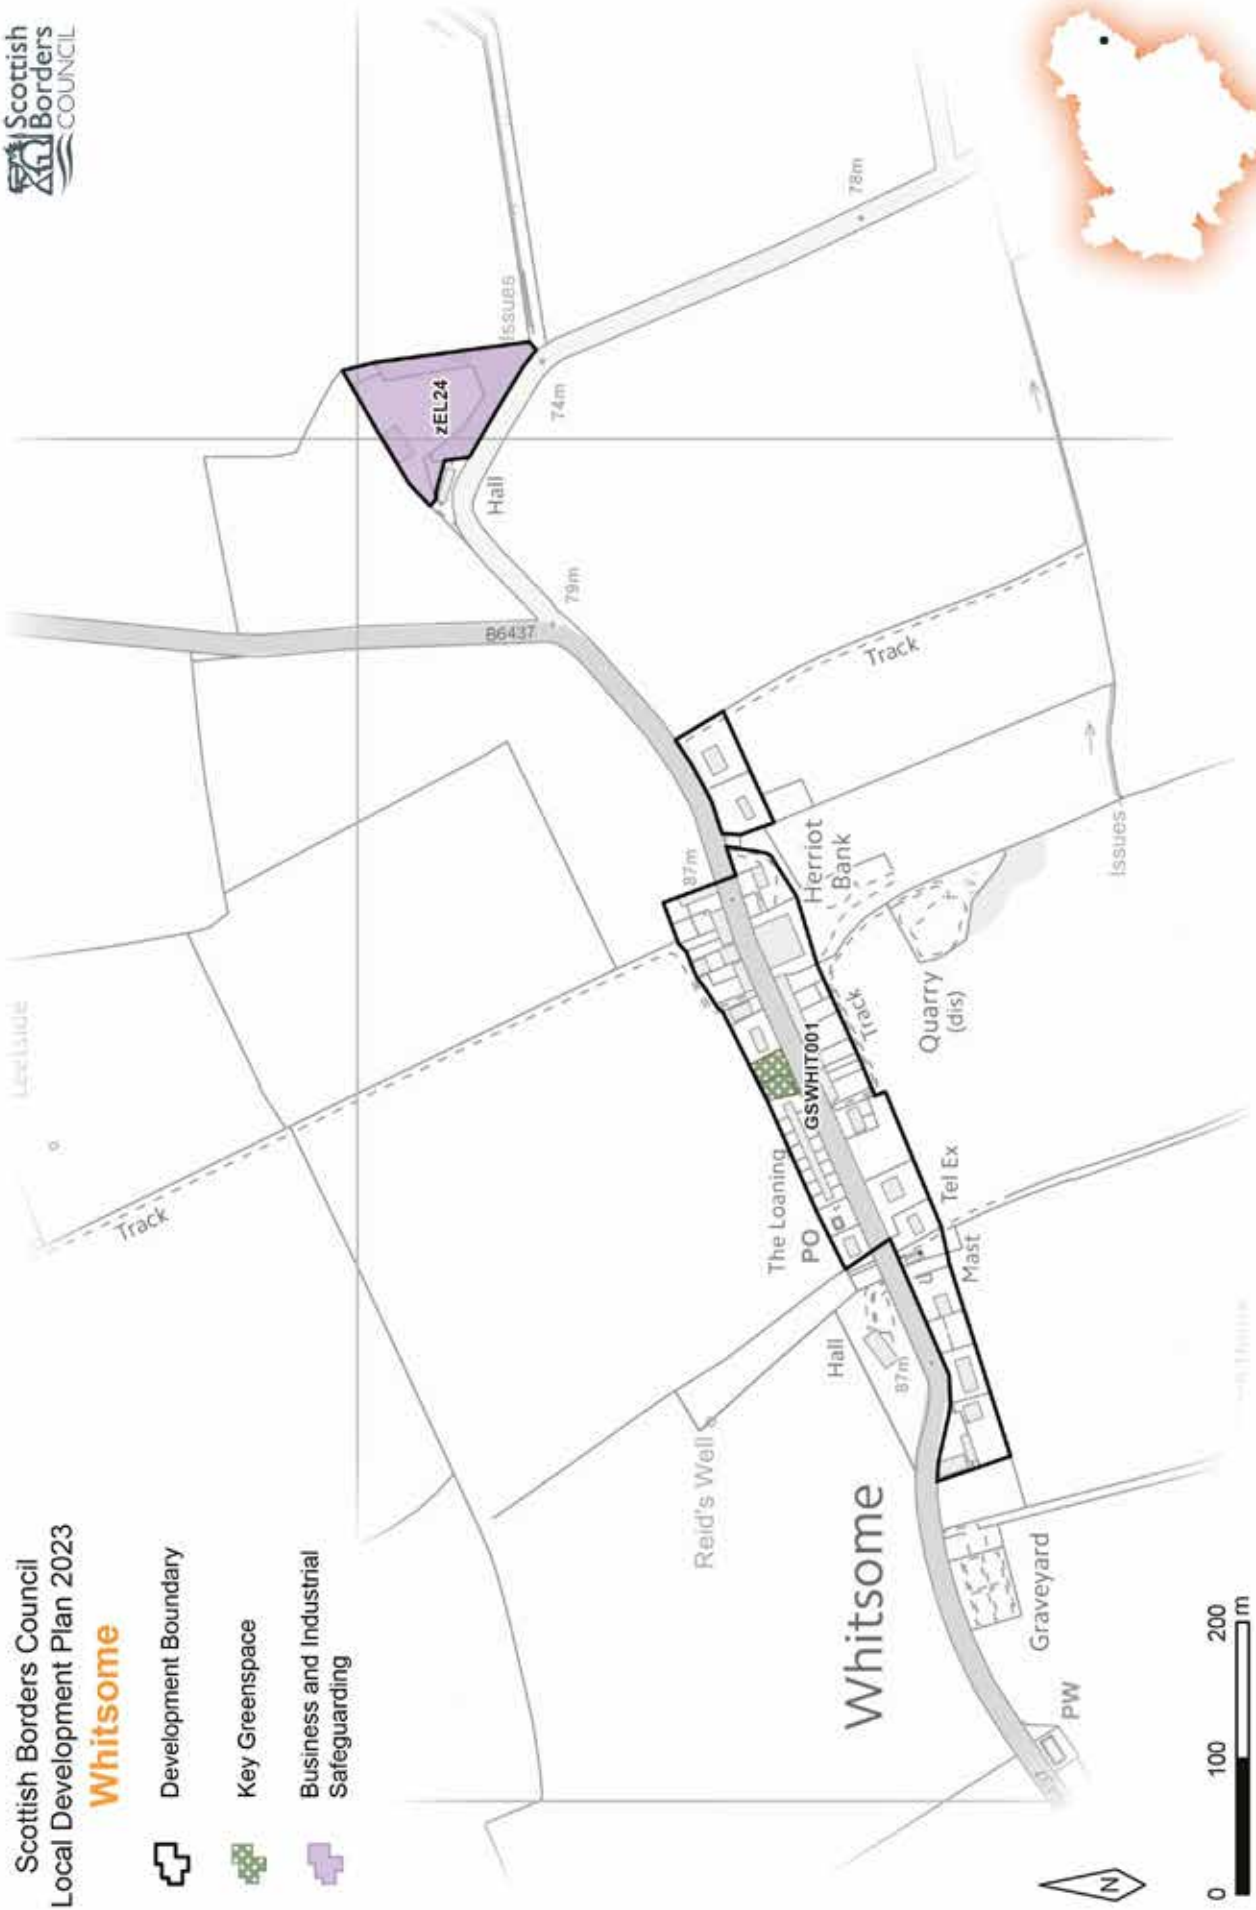 Scottish Borders Council
Local Development Plan 2023
Whitsome
Development Boundary
Key Greenspace
Business and Industrial
Safeguarding
Scottish
Borders
COUNCIL
Leetside
Track
B6437
zEL24
Issues
Hall
74m
79m
78m
Track
87m
Herriot
Bank
Issues
Quarry
(dis)
Track
GSWHIT001
The Loaning
PO
Tel Ex
Mast
Hall
87m
Reid's Well
Whitsome
Graveyard
PW
N
0 100 200
m